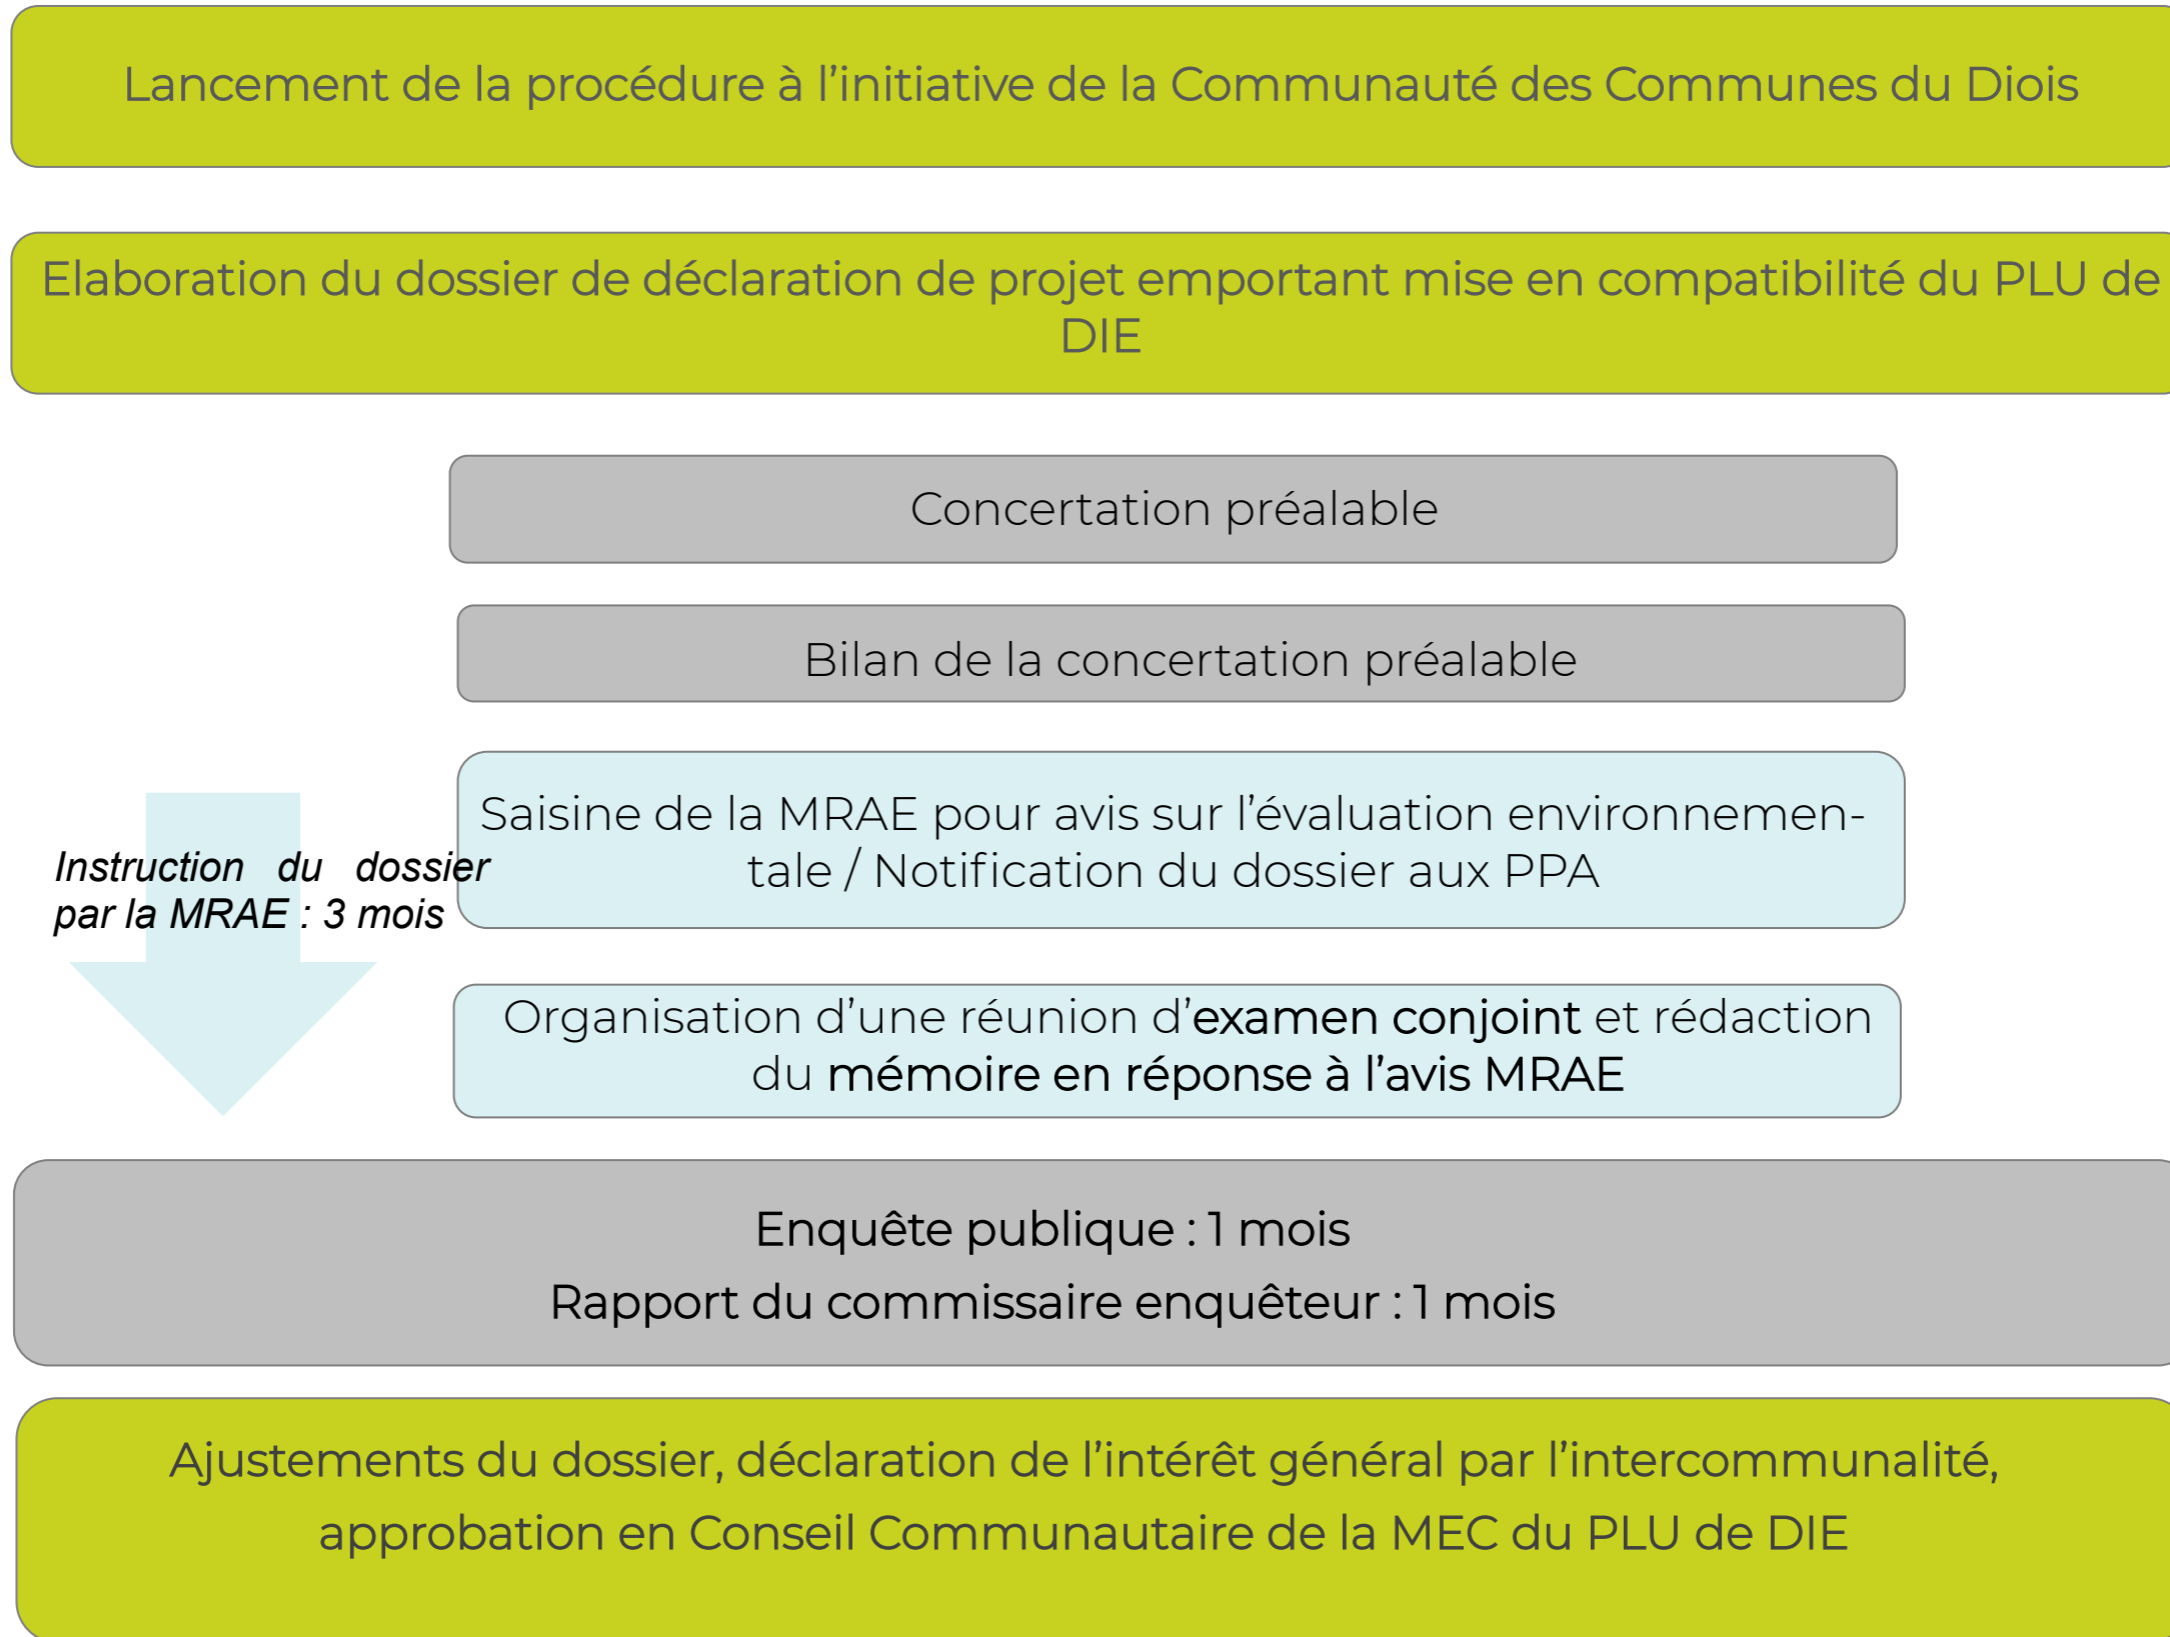 Lancement de la procédure à l’initiative de la Communauté des Communes du Diois
Elaboration du dossier de déclaration de projet emportant mise en compatibilité du PLU de
DIE
Concertation préalable
Bilan de la concertation préalable
Saisine de la MRAE pour avis sur l’évaluation environnemen-
tale / Notification du dossier aux PPA
Instruction du dossier
par la MRAE : 3 mois
Organisation d’une réunion d’examen conjoint et rédaction
du mémoire en réponse à l’avis MRAE
Enquête publique : 1 mois
Rapport du commissaire enquêteur : 1 mois
Ajustements du dossier, déclaration de l’intérêt général par l’intercommunalité,
approbation en Conseil Communautaire de la MEC du PLU de DIE